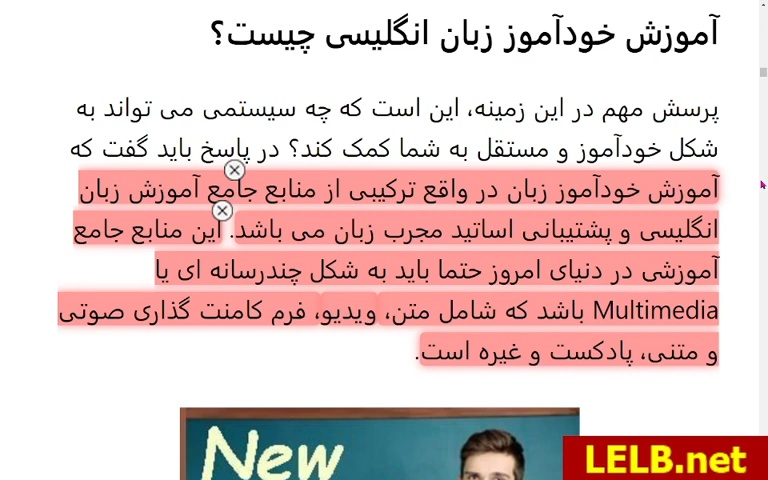 آموزش خودآموز زبان انگلیسی چیست؟
پرسش مهم در این زمینه، این است که چه سیستمی می تواند به
شکل خودآموز و مستقل به شما کمک کند؟ در پاسخ باید گفت که
آموزش خودآموز زبان در واقع ترکیبی از منابع جامع آموزش زبان
انگلیسی و پشتیبانی اساتید مجرب زبان می باشد. این منابع جامع
آموزشی در دنیای امروز حتما باید به شکل چندرسانه ای یا
Multimedia باشد که شامل متن، ویدیو، فرم کامنت گذاری صوتی
و متنی، پادکست و غیره است.
New
LELB.net